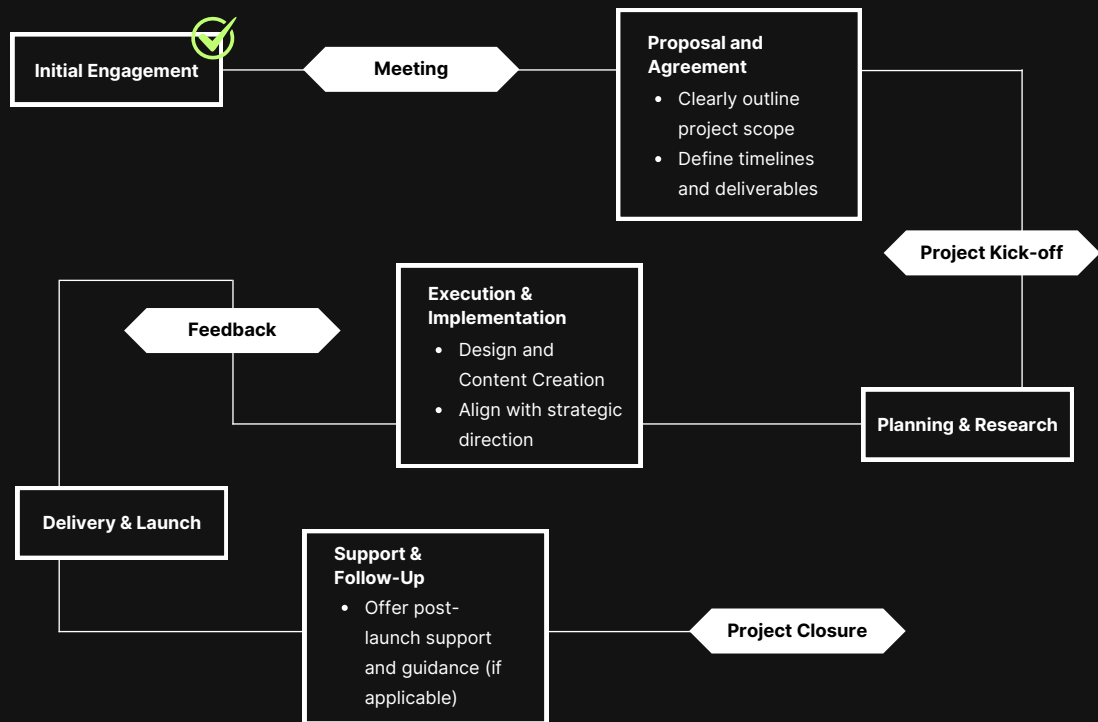 Initial Engagement
Meeting
Proposal and
Agreement
• Clearly outline
project scope
• Define timelines
and deliverables
Project Kick-off
Planning & Research
Execution &
Implementation
• Design and
Content Creation
• Align with strategic
direction
Feedback
Delivery & Launch
Support &
Follow-Up
• Offer post-
launch support
and guidance (if
applicable)
Project Closure